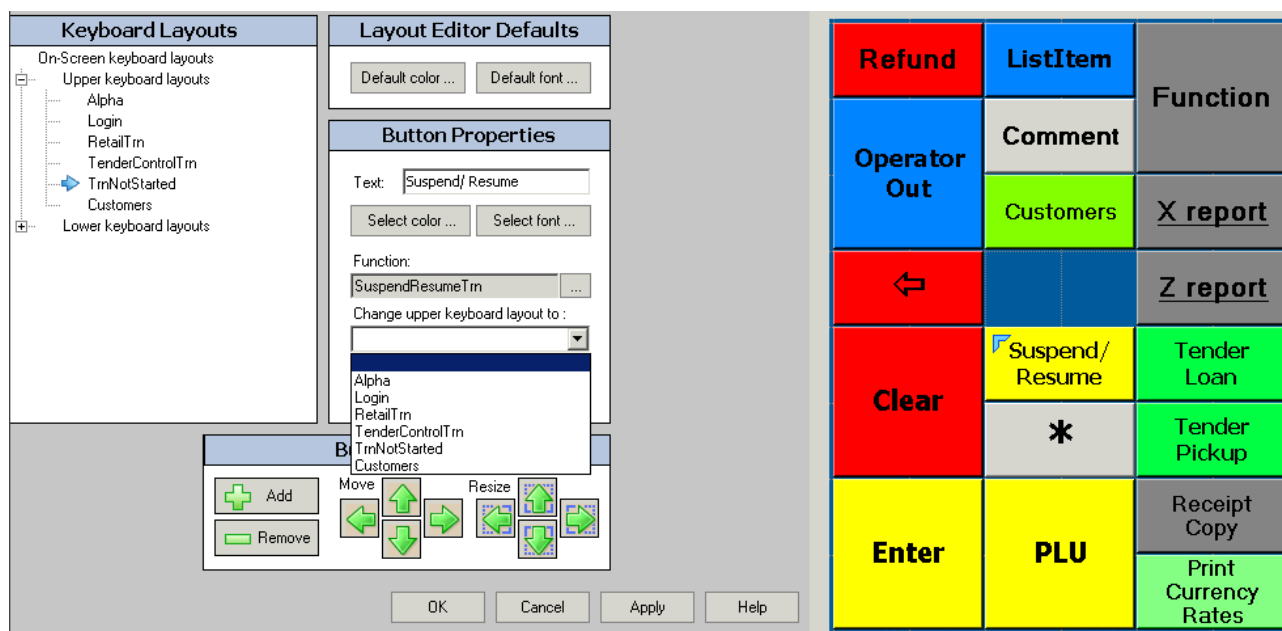 Keyboard Layouts
On-Screen keyboard layouts
Upper keyboard layouts
Alpha
Login
RetailTrn
TenderControlTrn
TrnNotStarted
Customers
Lower keyboard layouts
Layout Editor Defaults
Default color ...
Default font ...
Button Properties
Text:
Suspend/ Resume
Select color ...
Select font ...
Function:
SuspendResumeTrn
...
Change upper keyboard layout to :
Alpha
Login
RetailTrn
TenderControlTrn
TrnNotStarted
Customers
Add
Remove
Move
Resize
OK
Cancel
Apply
Help
Refund
ListItem
Function
Operator
Out
Comment
Customers
X report
Z report
Clear
Suspend/
Resume
Tender
Loan
*
Tender
Pickup
Enter
PLU
Receipt
Copy
Print
Currency
Rates